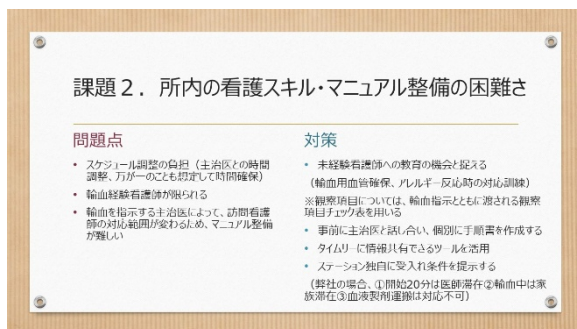 課題２．所内の看護スキル・マニュアル整備の困難さ
問題点
• スケジュール調整の負担（主治医との時間
調整、万が一のことも想定して時間確保）
• 輸血経験看護師が限られる
• 輸血を指示する主治医によって、訪問看護
師の対応範囲が変わるため、マニュアル整備
が難しい
対策
• 未経験看護師への教育の機会と捉える
（輸血用血管確保、アレルギー反応時の対応訓練）
※観察項目については、輸血指示とともに渡される観察
項目チェック表を用いる
• 事前に主治医と話し合い、個別に手順書を作成する
• タイムリーに情報共有できるツールを活用
• ステーション独自に受入れ条件を提示する
（弊社の場合、①開始20分は医師滞在②輸血中は家
族滞在③血液製剤運搬は対応不可）